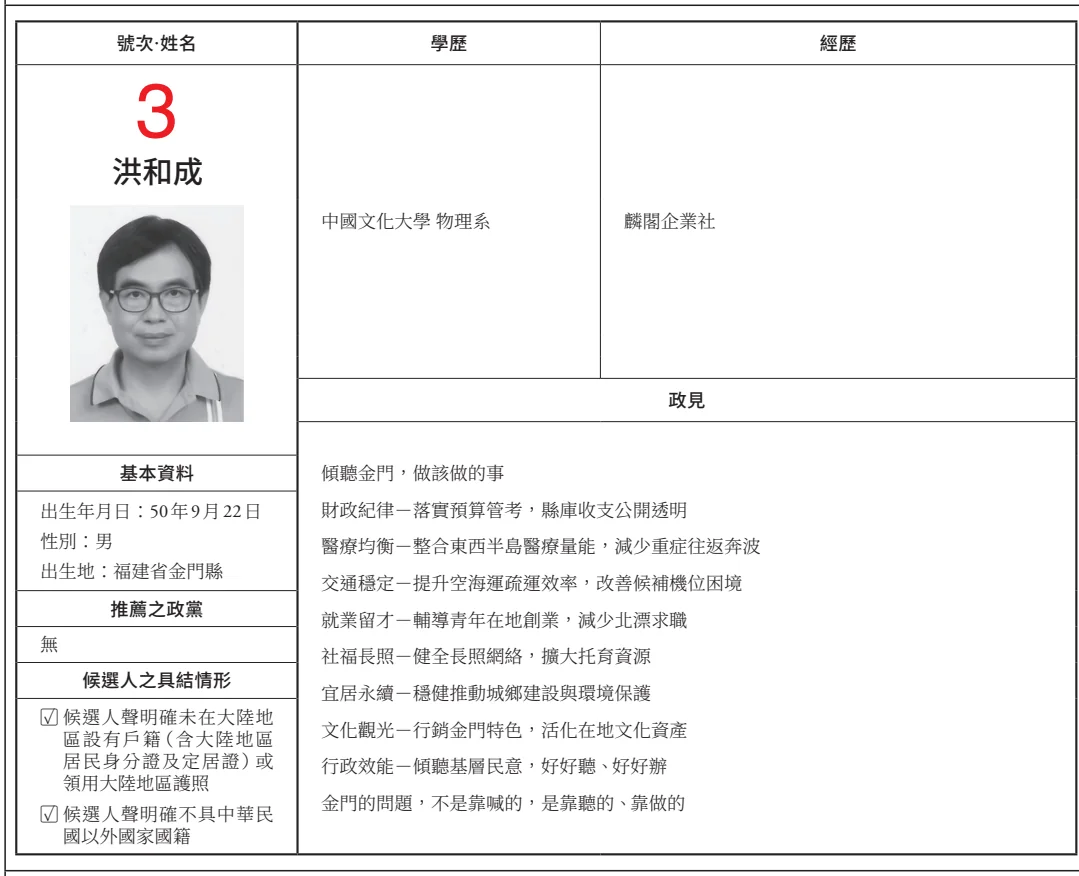 號次·姓名
學歷
經歷
3
洪和成
中國文化大學 物理系
麟閣企業社
政見
基本資料
出生年月日：50年9月22日
性別：男
出生地：福建省金門縣
推薦之政黨
無
候選人之具結情形
☑ 候選人聲明確未在大陸地
區設有戶籍（含大陸地區
居民身分證及定居證）或
領用大陸地區護照
☑ 候選人聲明確不具中華民
國以外國家國籍
傾聽金門，做該做的事
財政紀律－落實預算管考，縣庫收支公開透明
醫療均衡－整合東西半島醫療量能，減少重症往返奔波
交通穩定－提升空海運疏運效率，改善候補機位困境
就業留才－輔導青年在地創業，減少北漂求職
社福長照－健全長照網絡，擴大托育資源
宜居永續－穩健推動城鄉建設與環境保護
文化觀光－行銷金門特色，活化在地文化資產
行政效能－傾聽基層民意，好好聽、好好辦
金門的問題，不是靠喊的，是靠聽的、靠做的